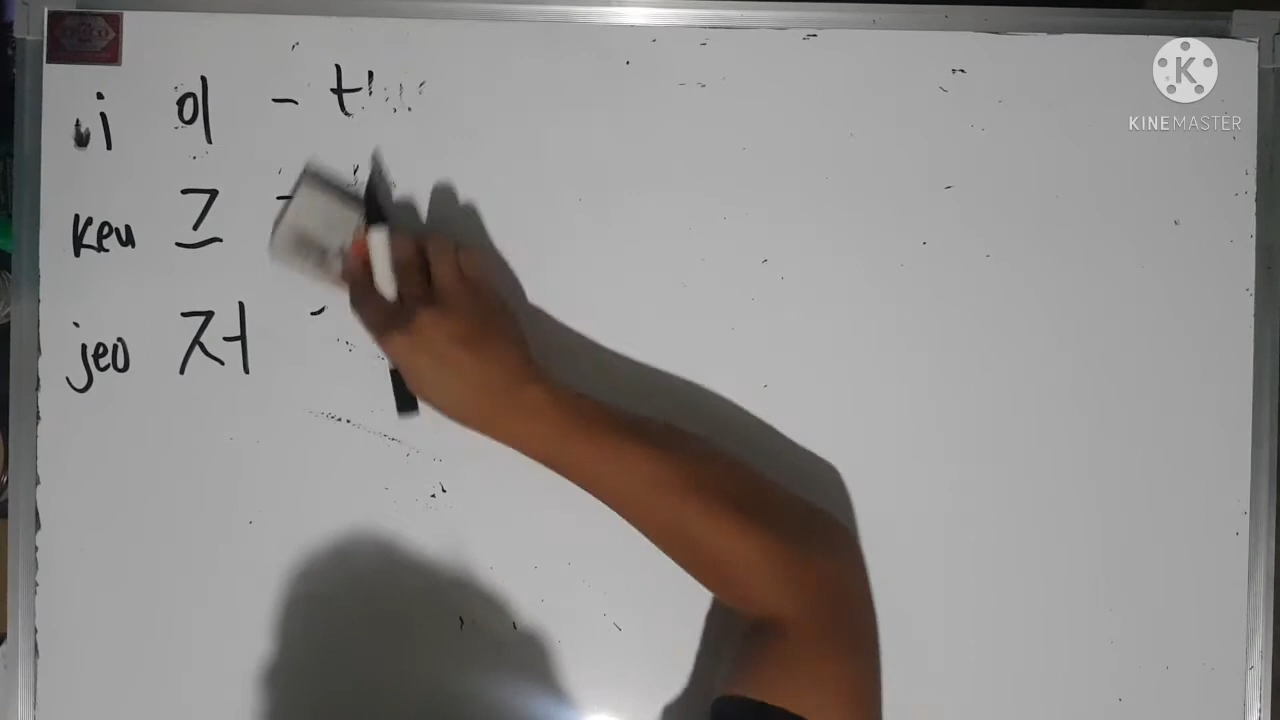 i 이 -
keu 그 -
jeo 저 -
KINEMASTER